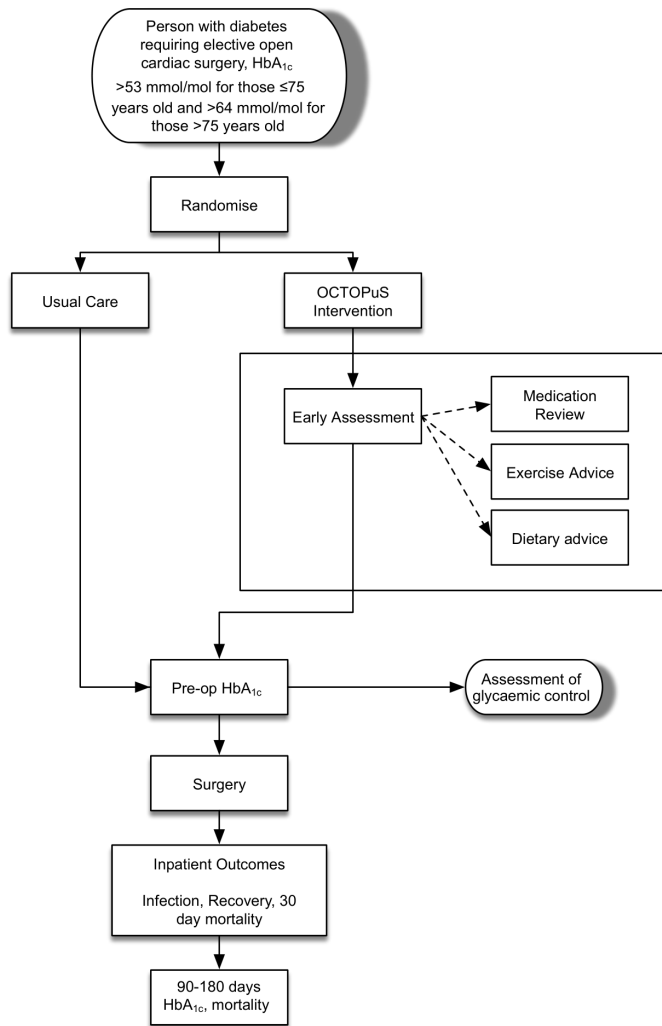 Person with diabetes
requiring elective open
cardiac surgery, HbA1c
>53 mmol/mol for those ≤75
years old and >64 mmol/mol for
those >75 years old
Randomise
Usual Care
OCTOPuS
Intervention
Early Assessment
Medication
Review
Exercise Advice
Dietary advice
Pre-op HbA1c
Assessment of
glycaemic control
Surgery
Inpatient Outcomes
Infection, Recovery, 30
day mortality
90-180 days
HbA1c, mortality